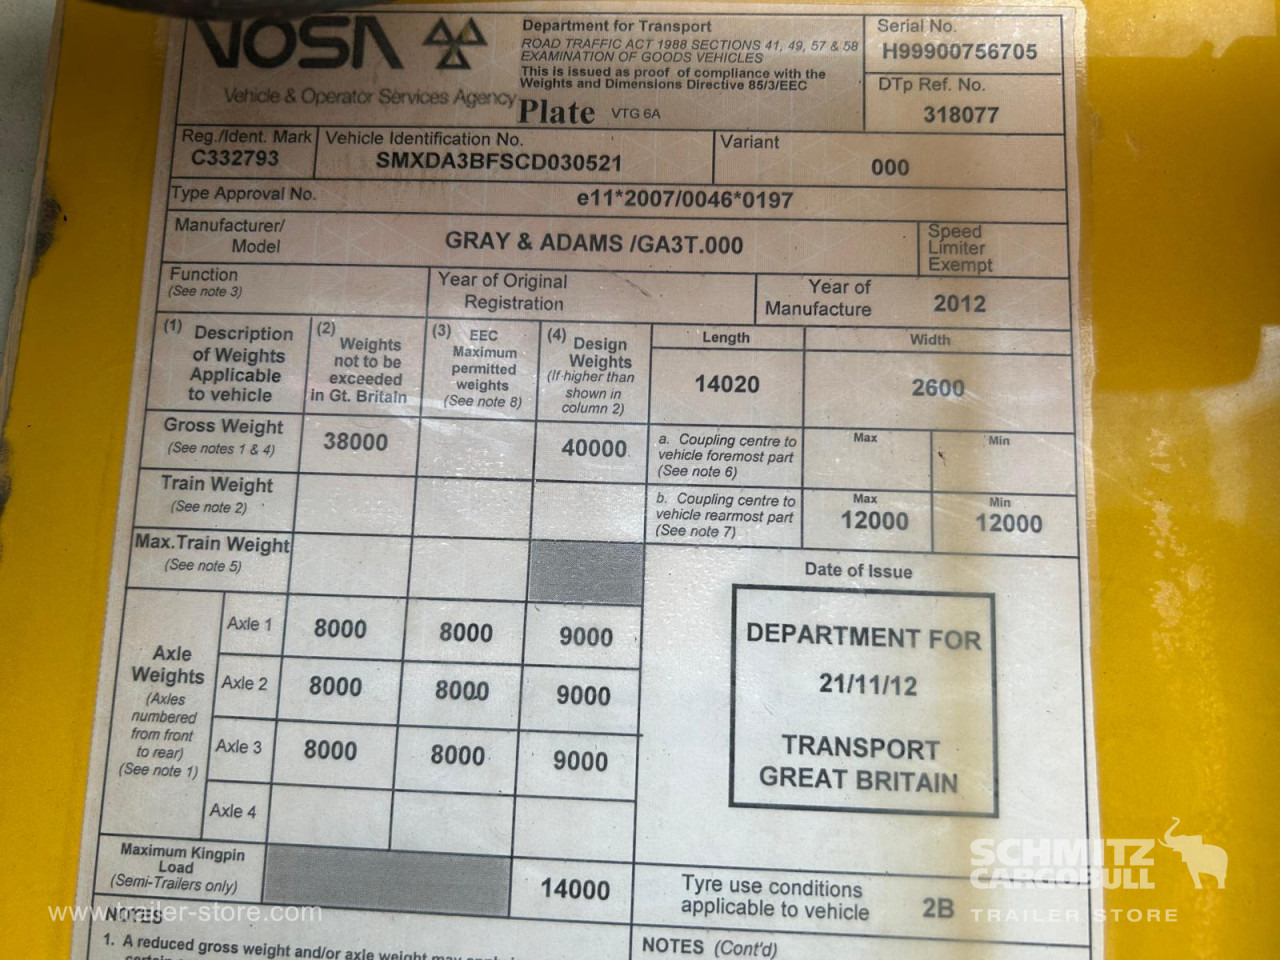 VOSA
Vehicle & Operator Services Agency
Department for Transport
ROAD TRAFFIC ACT 1988 SECTIONS 41, 49, 57 & 58
EXAMINATION OF GOODS VEHICLES
This is issued as proof of compliance with the
Weights and Dimensions Directive 85/3/EEC
Plate VTG 6A
Serial No.
H99900756705
DTp Ref. No.
318077
Reg./Ident. Mark
C332793
Vehicle Identification No.
SMXDA3BFSCD030521
Variant
000
Type Approval No.
e11*2007/0046*0197
Manufacturer/
Model
GRAY & ADAMS /GA3T.000
Speed
Limiter
Exempt
Function
(See note 3)
Year of Original
Registration
Year of
Manufacture
2012
(1) Description
of Weights
Applicable
to vehicle
(2) Weights
not to be
exceeded
in Gt. Britain
(3) EEC
Maximum
permitted
weights
(See note 8)
(4) Design
Weights
(If higher than
shown in
column 2)
Length
14020
Width
2600
Gross Weight
(See notes 1 & 4)
38000
40000
a. Coupling centre to
vehicle foremost part
(See note 6)
Max
Min
Train Weight
(See note 2)
b. Coupling centre to
vehicle rearmost part
(See note 7)
Max
12000
Min
12000
Max.Train Weight
(See note 5)
Axle
Weights
(Axles
numbered
from front
to rear)
(See note 1)
Axle 1 8000 8000 9000
Axle 2 8000 8000 9000
Axle 3 8000 8000 9000
Axle 4
Date of Issue
DEPARTMENT FOR
21/11/12
TRANSPORT
GREAT BRITAIN
Maximum Kingpin
Load
(Semi-Trailers only)
14000
Tyre use conditions
applicable to vehicle
2B
NOTES
1. A reduced gross weight and/or axle weight may
NOTES (Cont'd)
www.trailer-store.com
SCHMITZ
CARGOBULL
TRAILER STORE